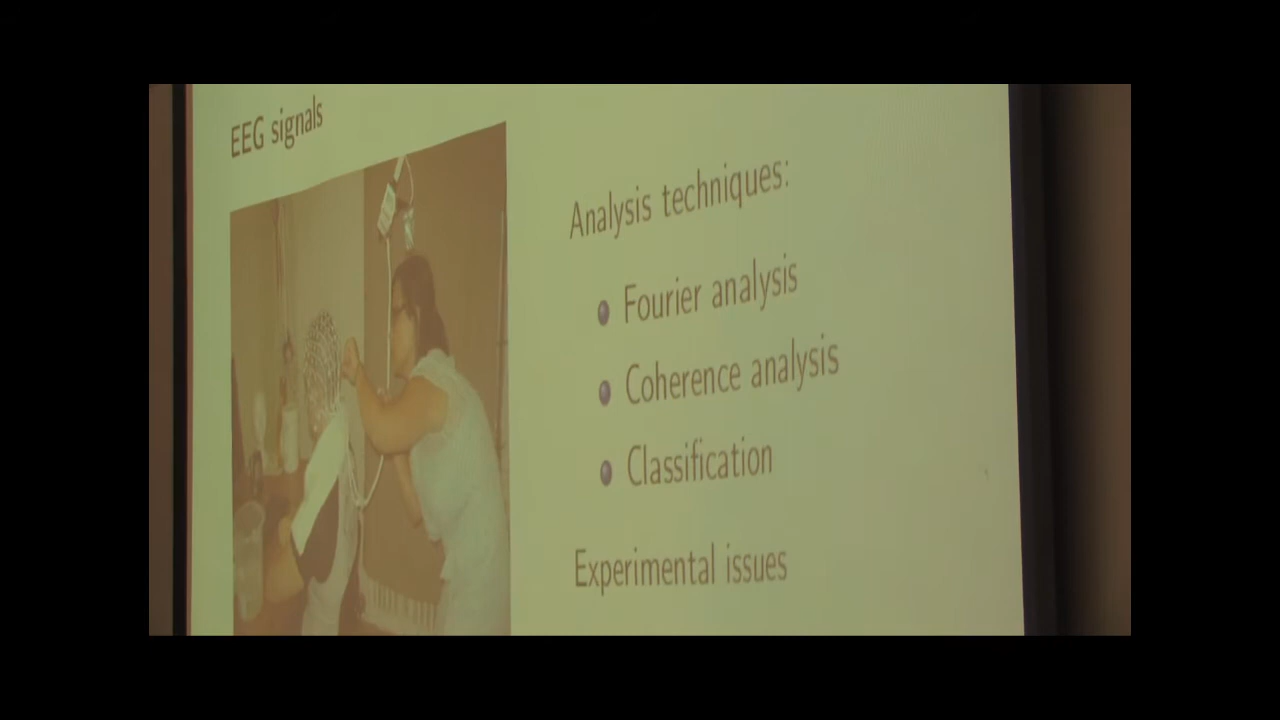 EEG signals
Analysis techniques:
Fourier analysis
Coherence analysis
Classification
Experimental issues